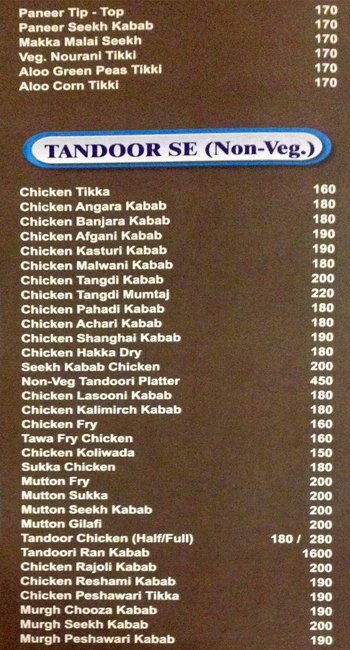 Paneer Tip - Top 170
Paneer Seekh Kabab 170
Makka Malai Seekh 170
Veg. Nourani Tikki 170
Aloo Green Peas Tikki 170
Aloo Corn Tikki 170
TANDOOR SE (Non-Veg.)
Chicken Tikka 160
Chicken Angara Kabab 180
Chicken Banjara Kabab 180
Chicken Afgani Kabab 190
Chicken Kasturi Kabab 190
Chicken Malwani Kabab 180
Chicken Tangdi Kabab 200
Chicken Tangdi Mumtaj 220
Chicken Pahadi Kabab 180
Chicken Achari Kabab 180
Chicken Shanghai Kabab 190
Chicken Hakka Dry 180
Seekh Kabab Chicken 200
Non-Veg Tandoori Platter 450
Chicken Lasooni Kabab 180
Chicken Kalimirch Kabab 180
Chicken Fry 160
Tawa Fry Chicken 160
Chicken Koliwada 150
Sukka Chicken 180
Mutton Fry 200
Mutton Sukka 200
Mutton Seekh Kabab 200
Mutton Gilafi 200
Tandoor Chicken (Half/Full) 180 / 280
Tandoori Ran Kabab 1600
Chicken Rajoli Kabab 200
Chicken Reshami Kabab 190
Chicken Peshawari Tikka 190
Murgh Chooza Kabab 190
Murgh Seekh Kabab 200
Murgh Peshwari Kabab 190